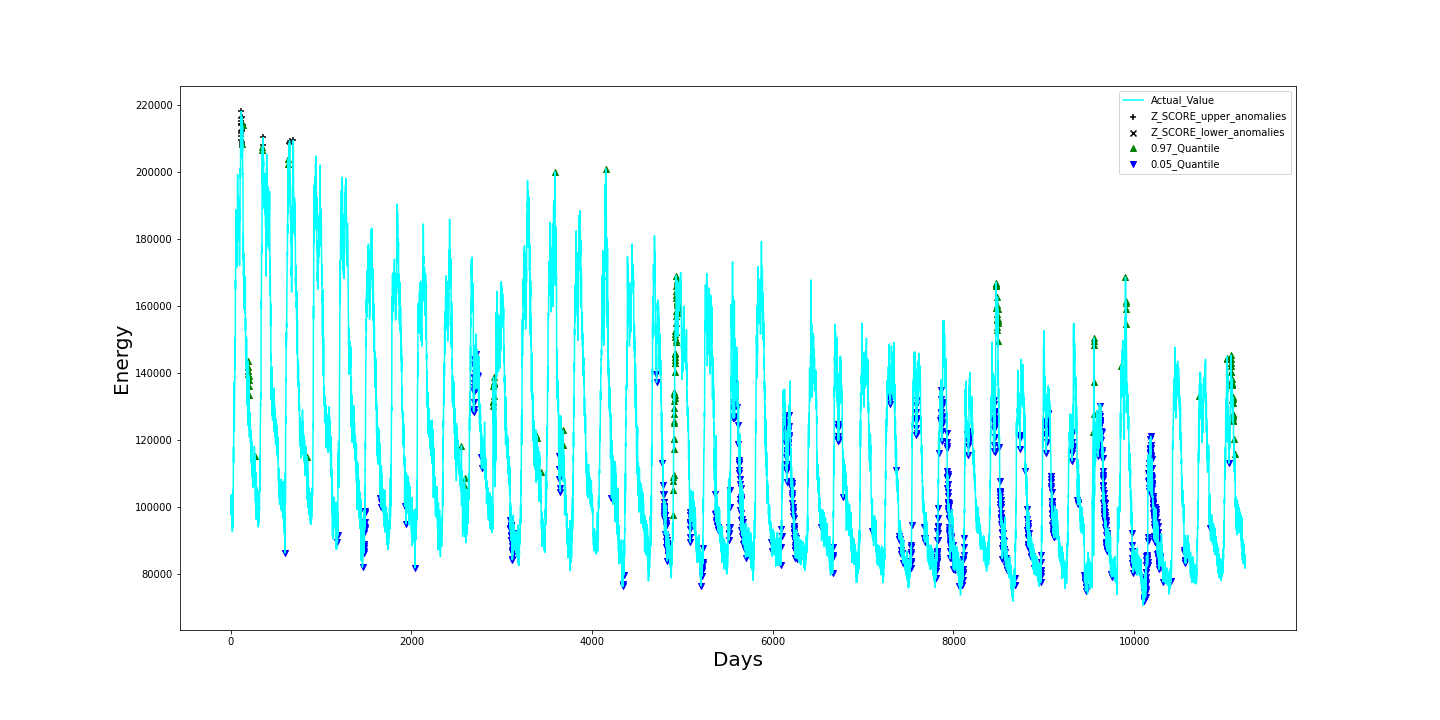 220000
200000
180000
160000
140000
120000
100000
80000
Energy
0
2000
4000
6000
8000
10000
Days
Actual_Value
Z_SCORE_upper_anomalies
Z_SCORE_lower_anomalies
0.97_Quantile
0.05_Quantile